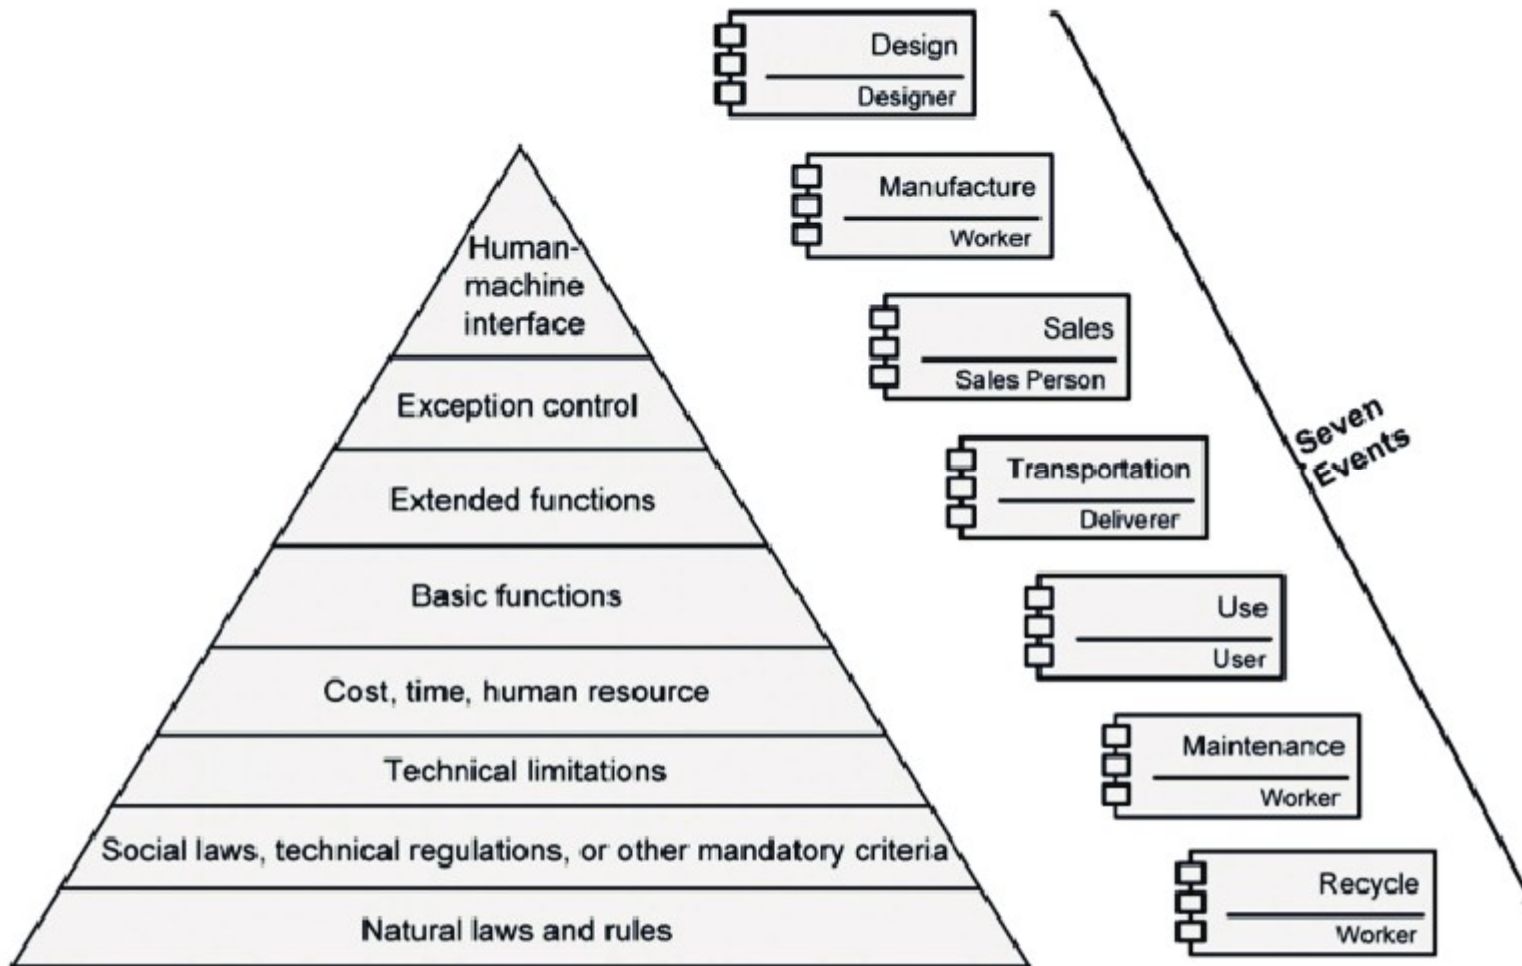 Human-
machine
interface
Exception control
Extended functions
Basic functions
Cost, time, human resource
Technical limitations
Social laws, technical regulations, or other mandatory criteria
Natural laws and rules
Design
Designer
Manufacture
Worker
Sales
Sales Person
Transportation
Deliverer
Use
User
Maintenance
Worker
Recycle
Worker
Seven
Events